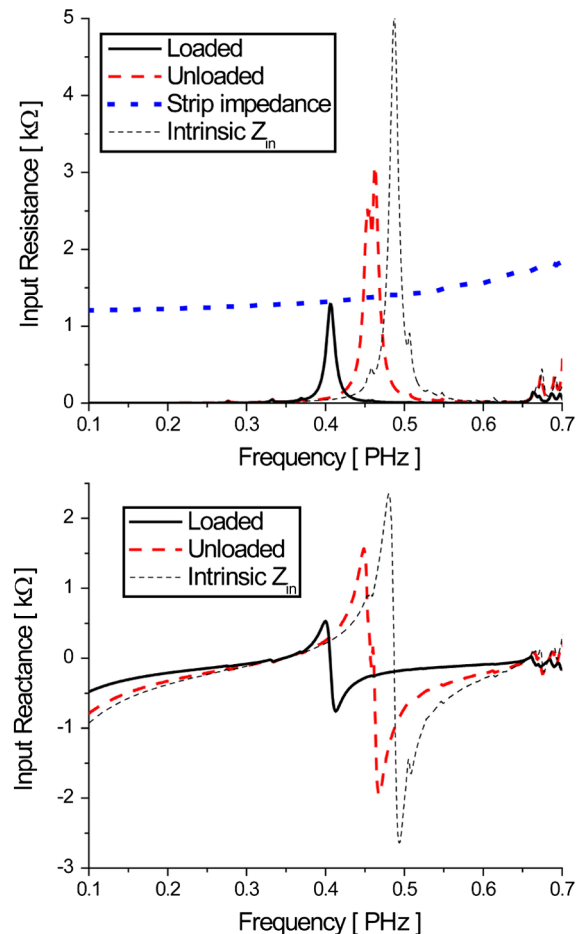 5
4
3
2
1
0
Input Resistance [ kΩ ]
Loaded
Unloaded
Strip impedance
Intrinsic Z_in
0.1 0.2 0.3 0.4 0.5 0.6 0.7
Frequency [ PHz ]
2
1
0
-1
-2
-3
Input Reactance [ kΩ ]
Loaded
Unloaded
Intrinsic Z_in
0.1 0.2 0.3 0.4 0.5 0.6 0.7
Frequency [ PHz ]